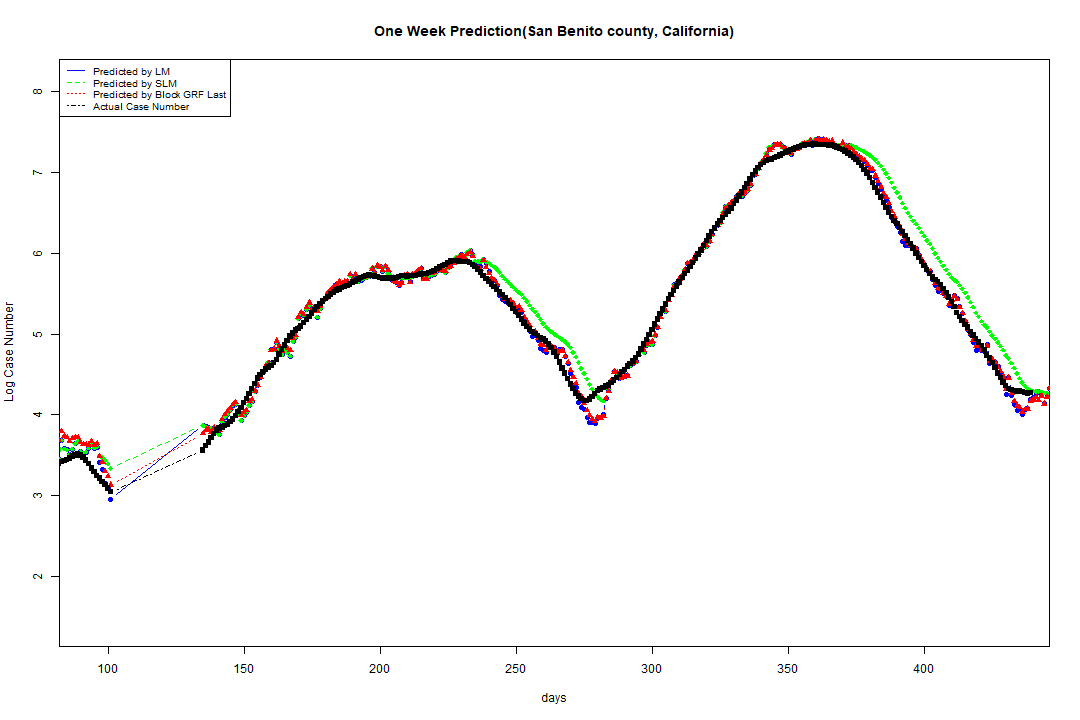 One Week Prediction(San Benito county, California)
Predicted by LM
Predicted by SLM
Predicted by Block GRF Last
Actual Case Number
8
7
6
5
4
3
2
Log Case Number
100 150 200 250 300 350 400
days